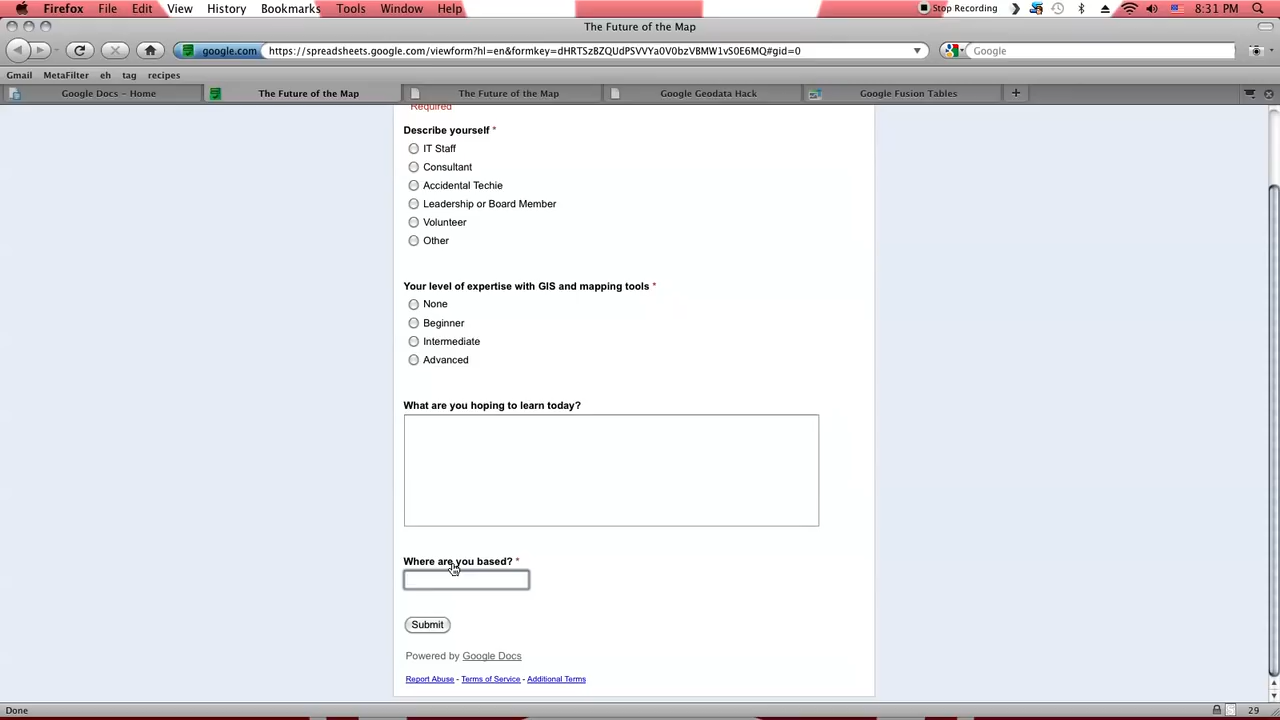 Firefox File Edit View History Bookmarks Tools Window Help Stop Recording 8:31 PM
The Future of the Map
google.com https://spreadsheets.google.com/viewform?hl=en&formkey=dHRTSzBZQUdPSVVYa0V0bzVBMW1vS0E6MQ#gid=0 Google
Gmail MetaFilter eh tag recipes
Google Docs - Home The Future of the Map The Future of the Map Google Geodata Hack Google Fusion Tables
Required
Describe yourself *
IT Staff
Consultant
Accidental Techie
Leadership or Board Member
Volunteer
Other
Your level of expertise with GIS and mapping tools *
None
Beginner
Intermediate
Advanced
What are you hoping to learn today?
Where are you based? *
Submit
Powered by Google Docs
Report Abuse - Terms of Service - Additional Terms
Done 29